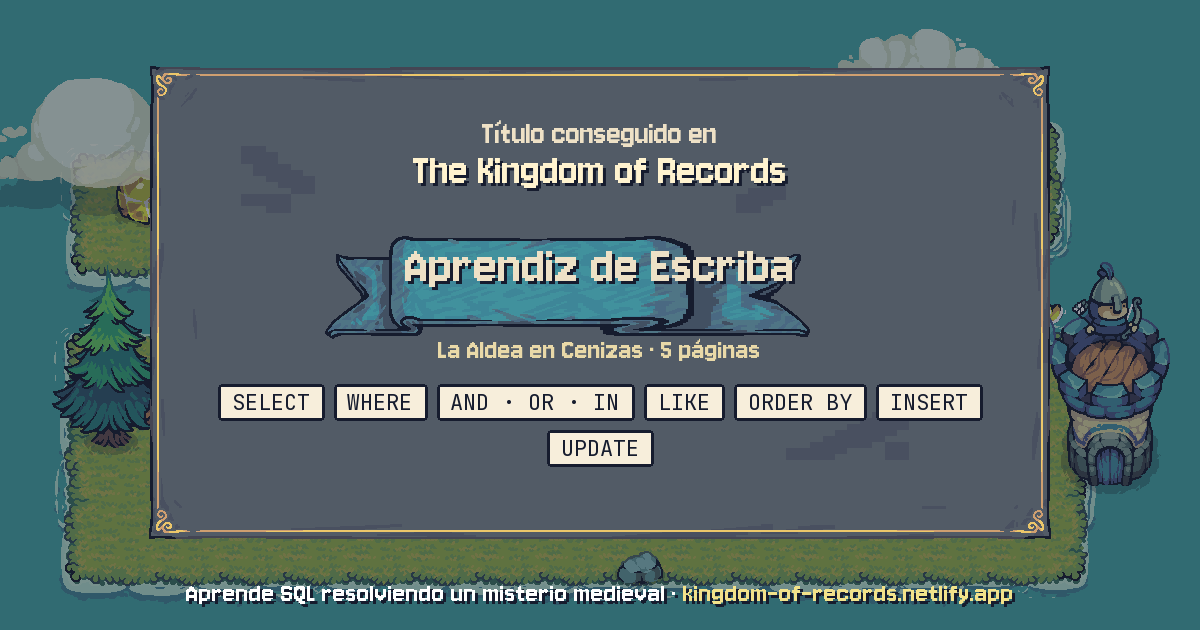 Título conseguido en
The Kingdom of Records
Aprendiz de Escriba
La Aldea en Cenizas · 5 páginas
SELECT WHERE AND · OR · IN LIKE ORDER BY INSERT
UPDATE
Aprende SQL resolviendo un misterio medieval · kingdom-of-records.netlify.app